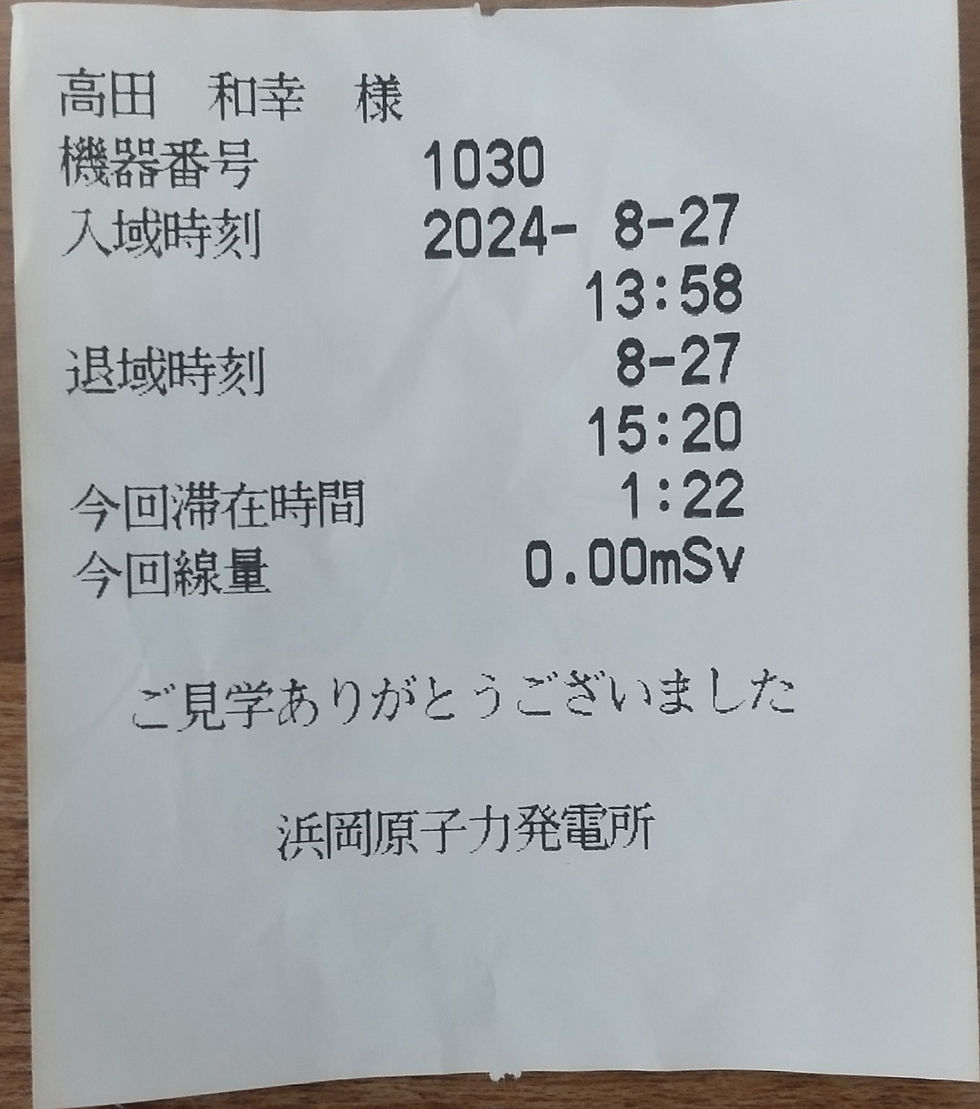 高田　和幸　様
機器番号 1030
入域時刻 2024- 8-27
13:58
退域時刻 8-27
15:20
今回滞在時間 1:22
今回線量 0.00mSv
ご見学ありがとうございました
浜岡原子力発電所